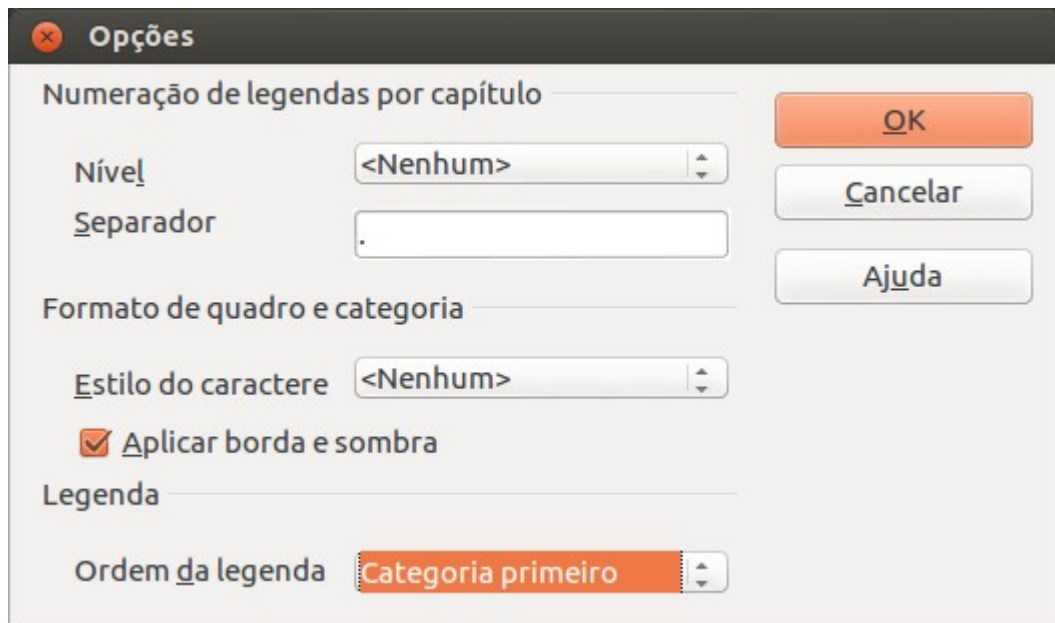 Opções
Numeração de legendas por capítulo
OK
Nível <Nenhum>
Cancelar
Separador .
Ajuda
Formato de quadro e categoria
Estilo do caractere <Nenhum>
Aplicar borda e sombra
Legenda
Ordem da legenda Categoria primeiro